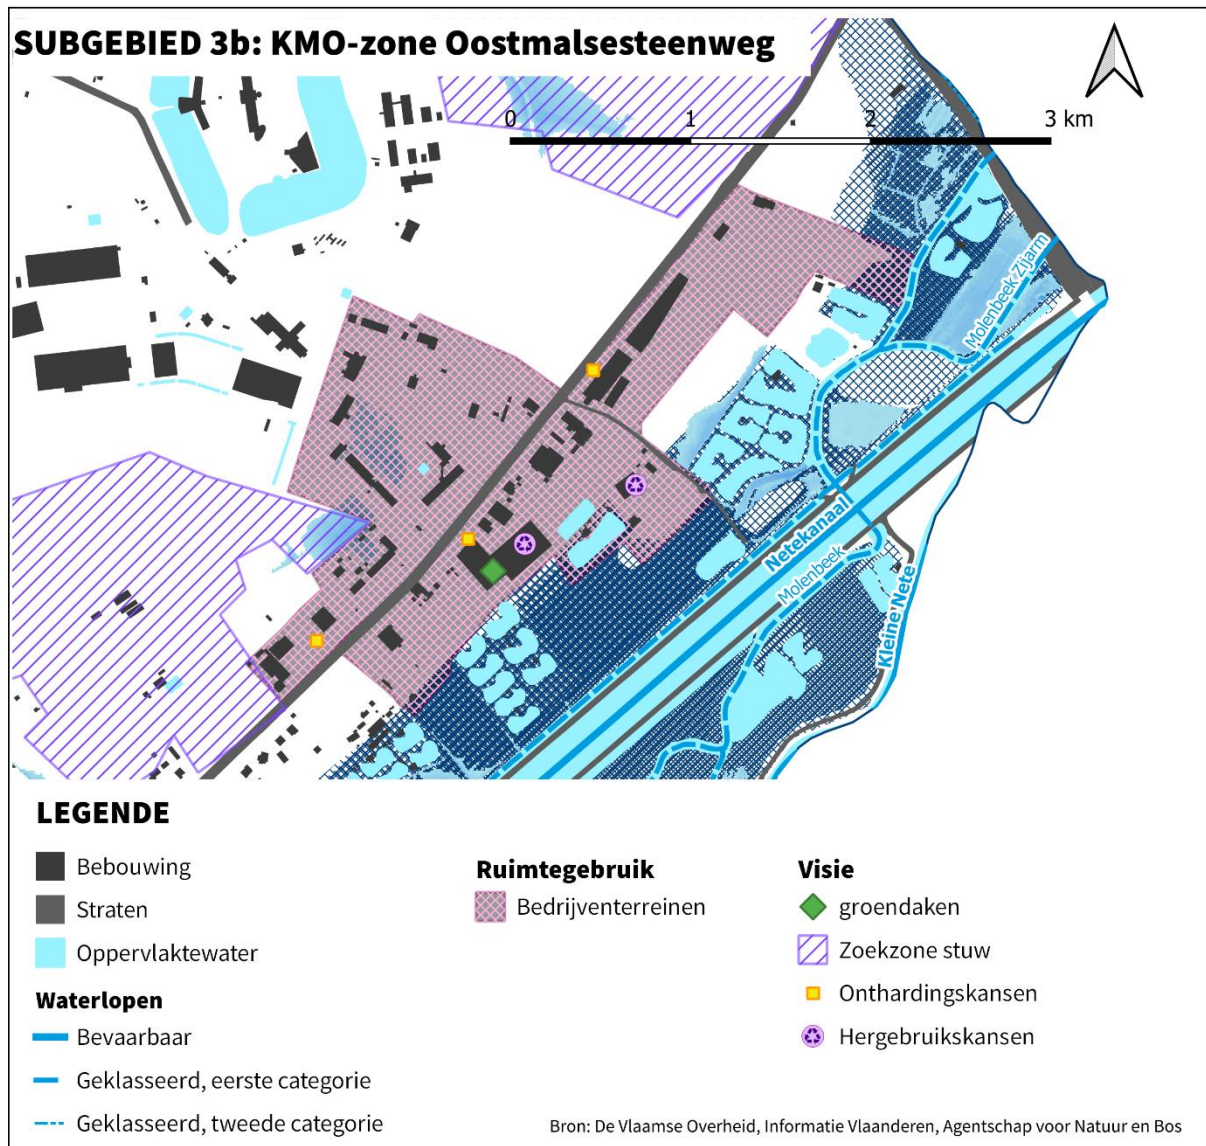 SUBGEBIED 3b: KMO-zone Oostmalsesteenweg
0 1 2 3 km
Molenbeek Zijarm
Netekanaal
Molenbeek
Kleine Nete
LEGENDE
Bebouwing
Straten
Oppervlaktewater
Waterlopen
Bevaarbaar
Geklasseerd, eerste categorie
Geklasseerd, tweede categorie
Ruimtegebruik
Bedrijventerreinen
Visie
groendaken
Zoekzone stuw
Onthardingskansen
Hergebruikskansen
Bron: De Vlaamse Overheid, Informatie Vlaanderen, Agentschap voor Natuur en Bos